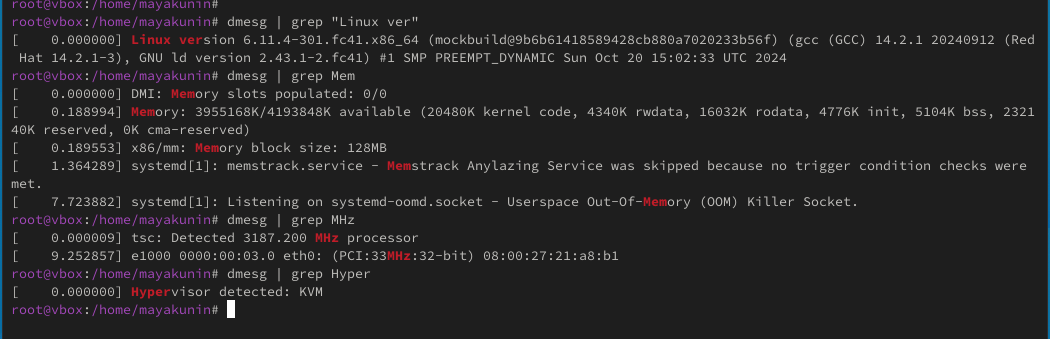 root@vbox:/home/mayakunin#
root@vbox:/home/mayakunin# dmesg | grep "Linux ver"
[    0.000000] Linux version 6.11.4-301.fc41.x86_64 (mockbuild@9b6b61418589428cb880a7020233b56f) (gcc (GCC) 14.2.1 20240912 (Red
 Hat 14.2.1-3), GNU ld version 2.43.1-2.fc41) #1 SMP PREEMPT_DYNAMIC Sun Oct 20 15:02:33 UTC 2024
root@vbox:/home/mayakunin# dmesg | grep Mem
[    0.000000] DMI: Memory slots populated: 0/0
[    0.188994] Memory: 3955168K/4193848K available (20480K kernel code, 4340K rwdata, 16032K rodata, 4776K init, 5104K bss, 2321
40K reserved, 0K cma-reserved)
[    0.189553] x86/mm: Memory block size: 128MB
[    1.364289] systemd[1]: memstrack.service - Memstrack Anylazing Service was skipped because no trigger condition checks were
met.
[    7.723882] systemd[1]: Listening on systemd-oomd.socket - Userspace Out-Of-Memory (OOM) Killer Socket.
root@vbox:/home/mayakunin# dmesg | grep MHz
[    0.000009] tsc: Detected 3187.200 MHz processor
[    9.252857] e1000 0000:00:03.0 eth0: (PCI:33MHz:32-bit) 08:00:27:21:a8:b1
root@vbox:/home/mayakunin# dmesg | grep Hyper
[    0.000000] Hypervisor detected: KVM
root@vbox:/home/mayakunin#